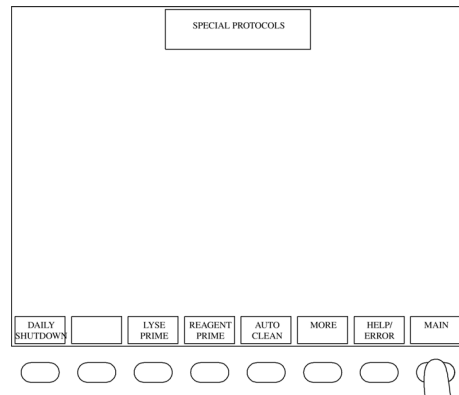 SPECIAL PROTOCOLS
DAILY
SHUTDOWN
LYSE
PRIME
REAGENT
PRIME
AUTO
CLEAN
MORE
HELP/
ERROR
MAIN